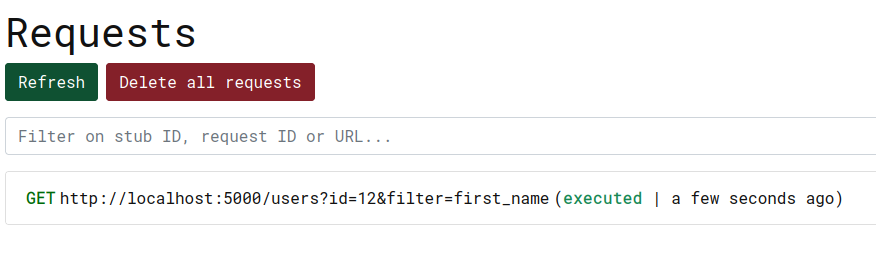 Requests
Refresh Delete all requests
Filter on stub ID, request ID or URL...
GET http://localhost:5000/users?id=12&filter=first_name (executed | a few seconds ago)